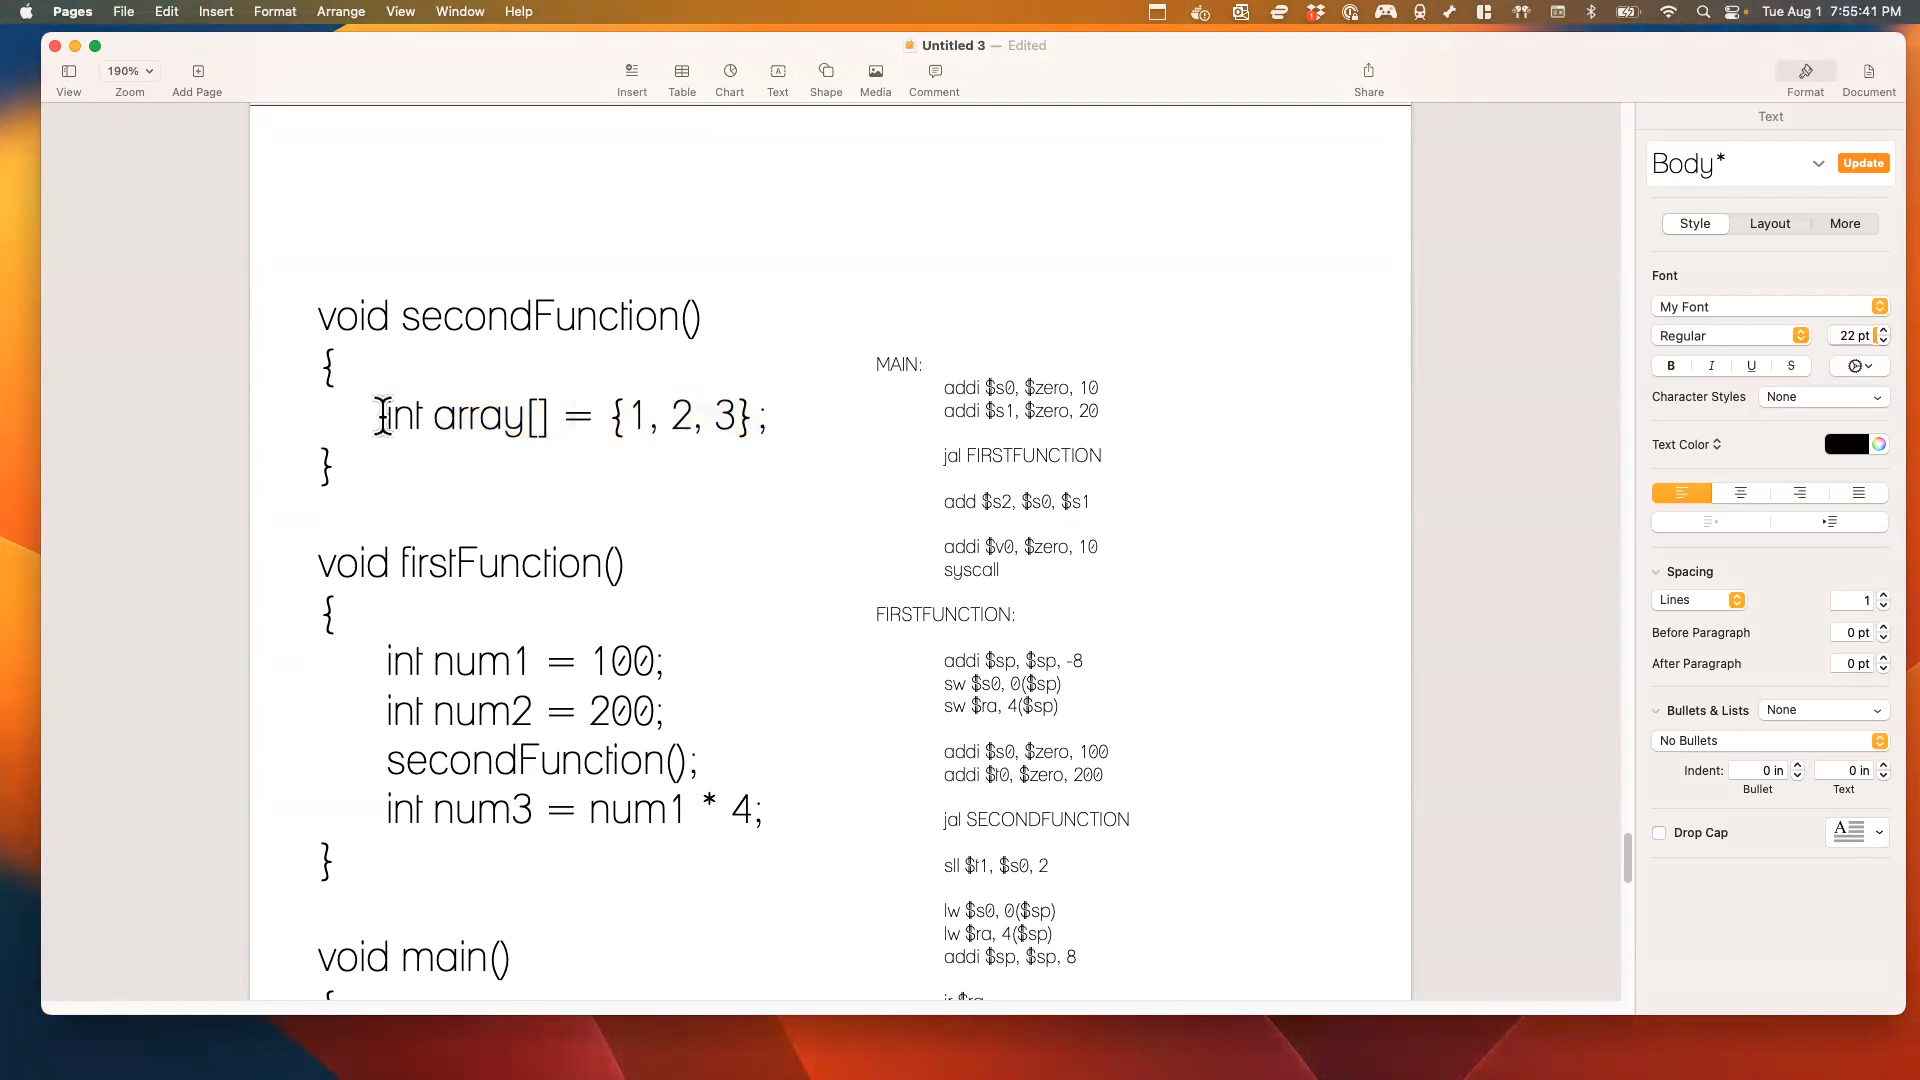 Pages File Edit Insert Format Arrange View Window Help
Tue Aug 1 7:55:41 PM
Untitled 3 — Edited
190%
View Zoom Add Page
Insert Table Chart Text Shape Media Comment
Share
Format Document
Text
Body*
Update
Style Layout More
Font
My Font
Regular 22 pt
B I U S
Character Styles None
Text Color
Spacing
Lines 1
Before Paragraph 0 pt
After Paragraph 0 pt
Bullets & Lists None
No Bullets
Indent: 0 in 0 in
Bullet Text
Drop Cap
void secondFunction()
{
int array[] = {1, 2, 3};
}
void firstFunction()
{
int num1 = 100;
int num2 = 200;
secondFunction();
int num3 = num1 * 4;
}
void main()
{
MAIN:
addi $s0, $zero, 10
addi $s1, $zero, 20
jal FIRSTFUNCTION
add $s2, $s0, $s1
addi $v0, $zero, 10
syscall
FIRSTFUNCTION:
addi $sp, $sp, -8
sw $s0, 0($sp)
sw $ra, 4($sp)
addi $s0, $zero, 100
addi $t0, $zero, 200
jal SECONDFUNCTION
sll $t1, $s0, 2
lw $s0, 0($sp)
lw $ra, 4($sp)
addi $sp, $sp, 8
jr $ra